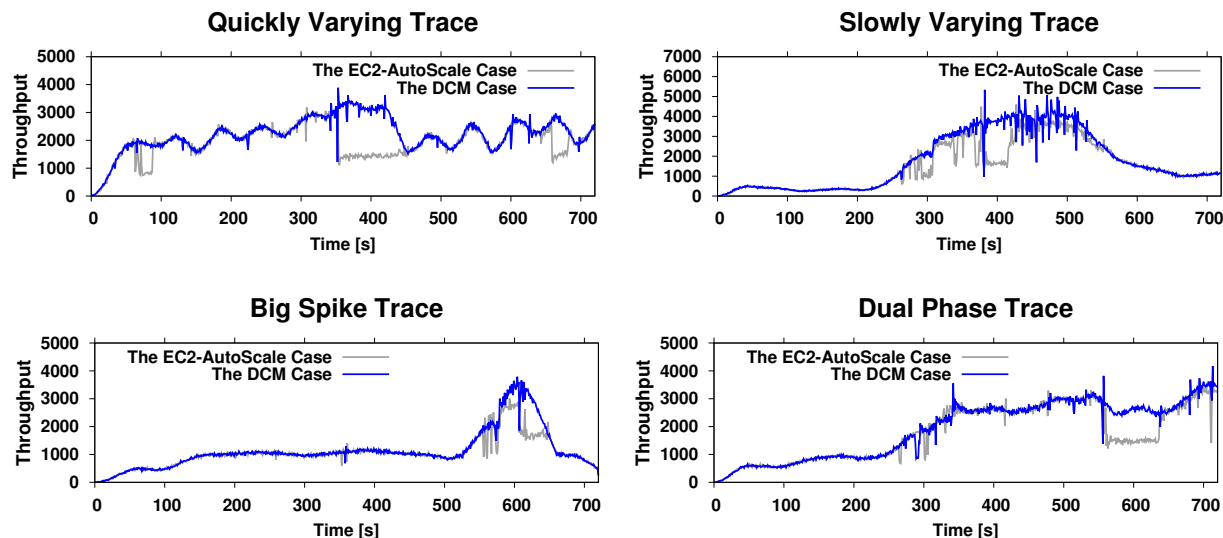 Quickly Varying Trace
Throughput
5000
4000
3000
2000
1000
0
The EC2-AutoScale Case
The DCM Case
0 100 200 300 400 500 600 700
Time [s]
Slowly Varying Trace
Throughput
7000
6000
5000
4000
3000
2000
1000
0
The EC2-AutoScale Case
The DCM Case
0 100 200 300 400 500 600 700
Time [s]
Big Spike Trace
Throughput
5000
4000
3000
2000
1000
0
The EC2-AutoScale Case
The DCM Case
0 100 200 300 400 500 600 700
Time [s]
Dual Phase Trace
Throughput
5000
4000
3000
2000
1000
0
The EC2-AutoScale Case
The DCM Case
0 100 200 300 400 500 600 700
Time [s]